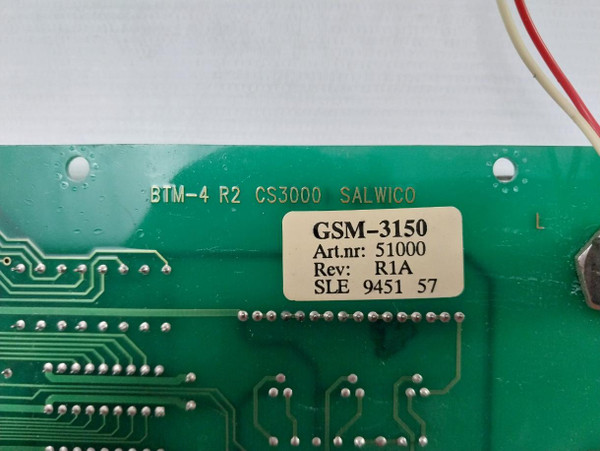 BTM-4 R2 CS3000 SALWICO
GSM-3150
Art.nr: 51000
Rev: R1A
SLE 9451 57
L